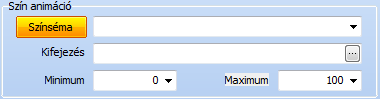 Szín animáció
Színséma
Kifejezés
...
Minimum 0 Maximum 100